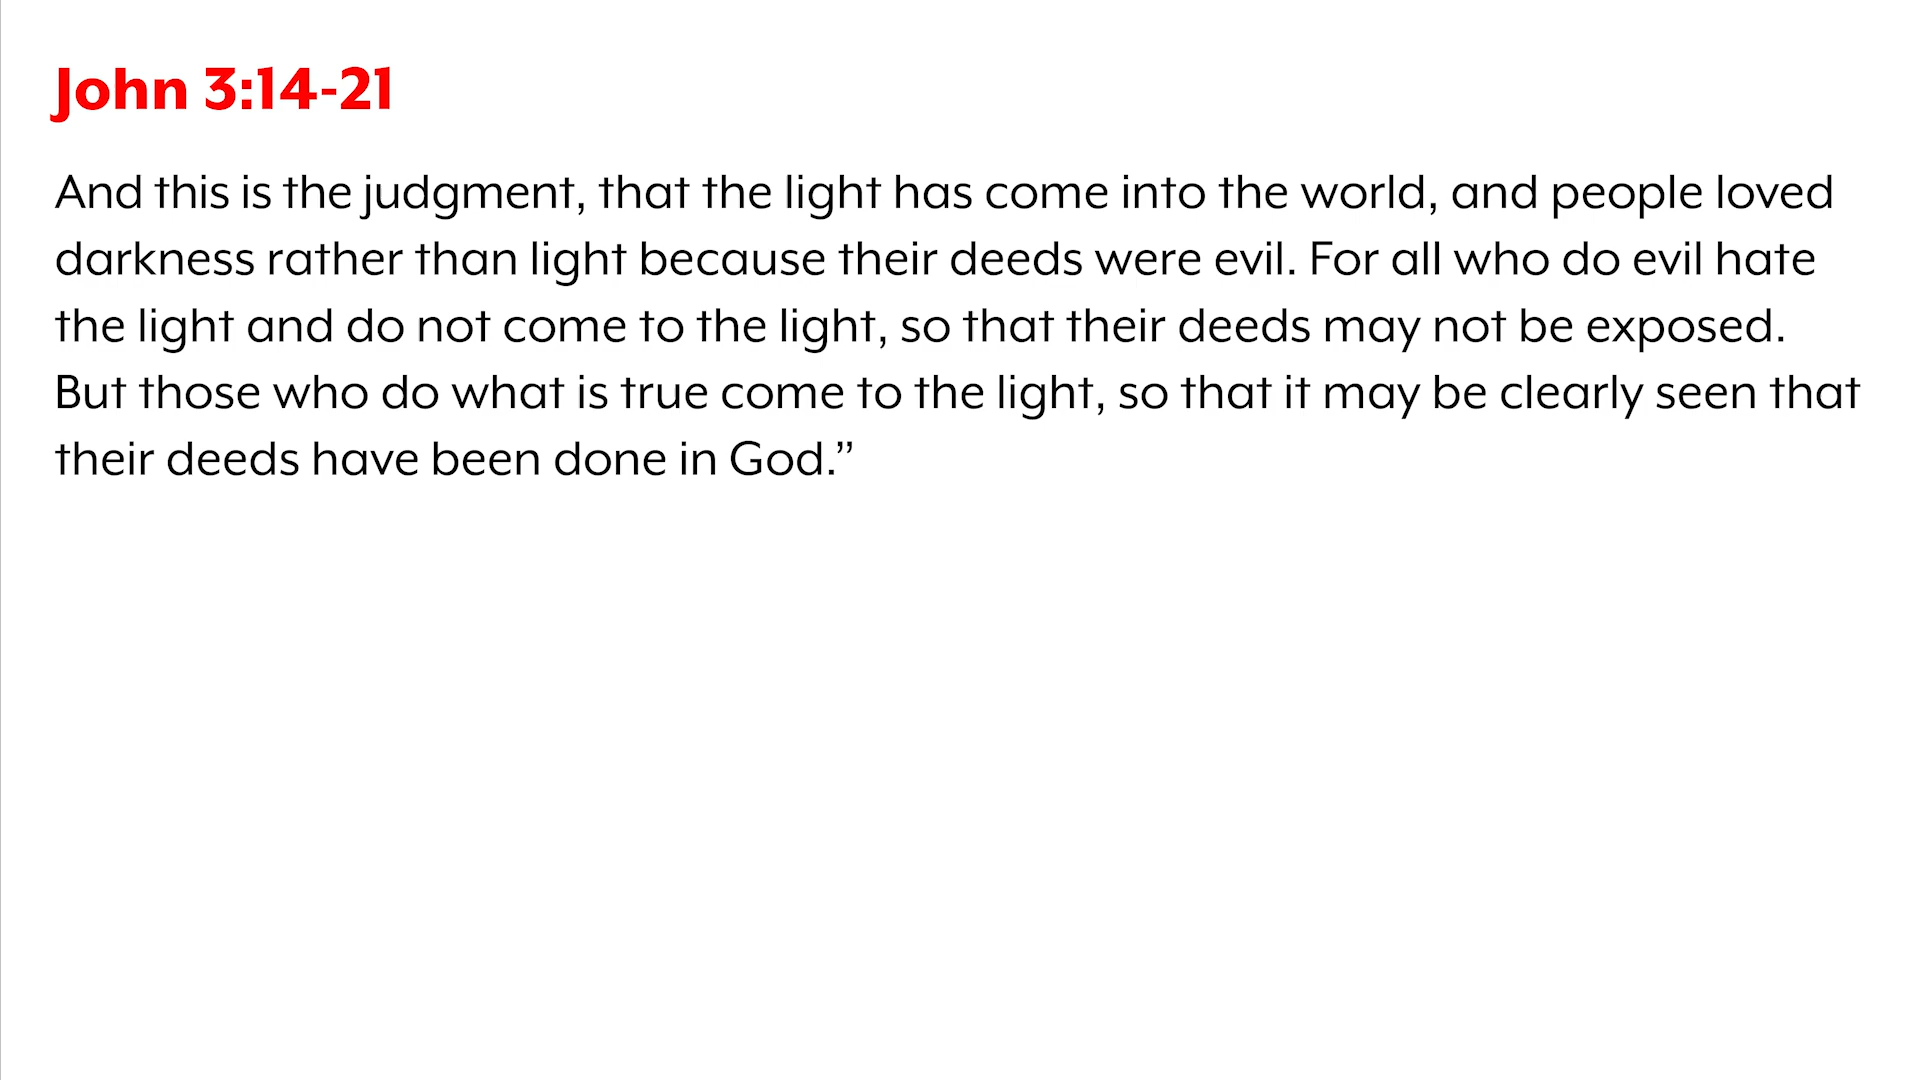 John 3:14-21
And this is the judgment, that the light has come into the world, and people loved
darkness rather than light because their deeds were evil. For all who do evil hate
the light and do not come to the light, so that their deeds may not be exposed.
But those who do what is true come to the light, so that it may be clearly seen that
their deeds have been done in God.”